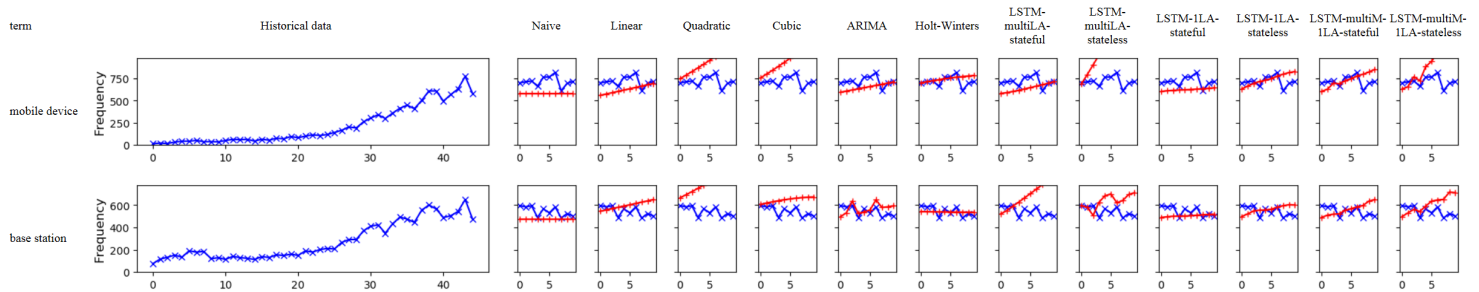 term
Historical data
Naive
Linear
Quadratic
Cubic
ARIMA
Holt-Winters
LSTM-
multiLA-
stateful
LSTM-
multiLA-
stateless
LSTM-1LA-
stateful
LSTM-1LA-
stateless
LSTM-multiM-
1LA-stateful
LSTM-multiM-
1LA-stateless
mobile device
Frequency
750
500
250
0
0 10 20 30 40
0 5
0 5
0 5
0 5
0 5
0 5
0 5
0 5
0 5
0 5
0 5
0 5
base station
Frequency
600
400
200
0
0 10 20 30 40
0 5
0 5
0 5
0 5
0 5
0 5
0 5
0 5
0 5
0 5
0 5
0 5